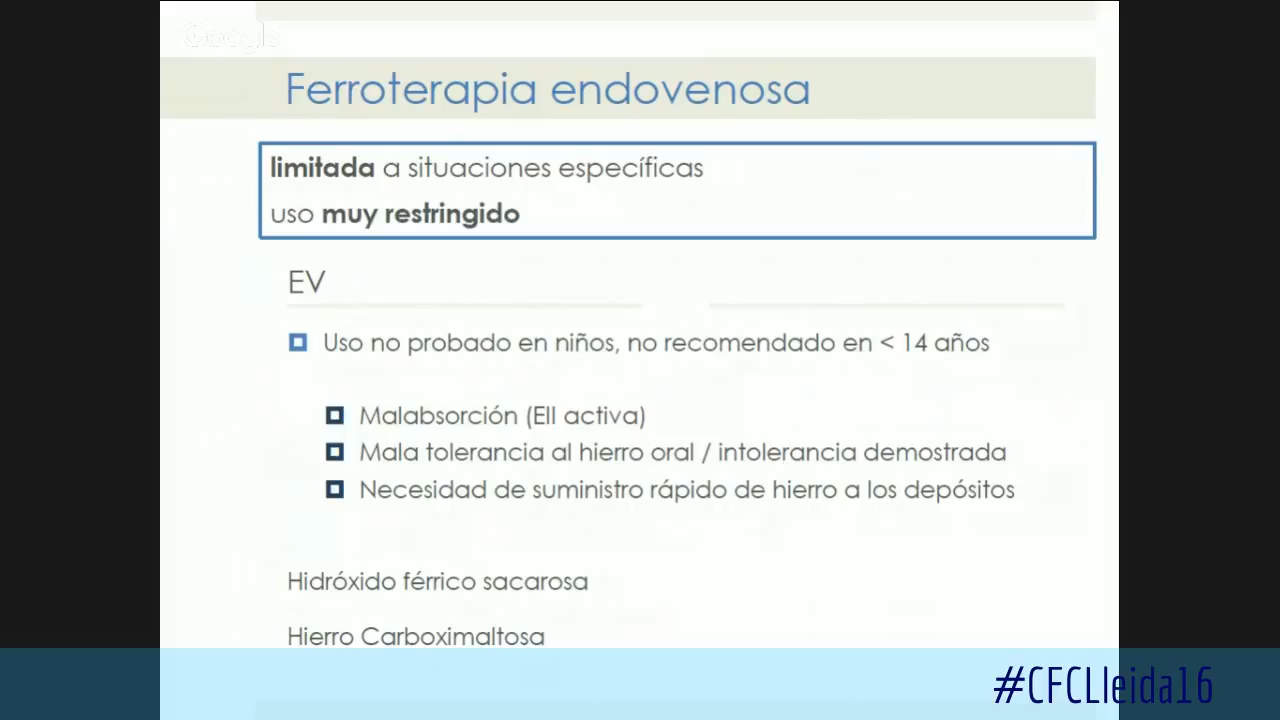 Google
Ferroterapia endovenosa
limitada a situaciones específicas
uso muy restringido
EV
Uso no probado en niños, no recomendado en < 14 años
Malabsorción (EII activa)
Mala tolerancia al hierro oral / intolerancia demostrada
Necesidad de suministro rápido de hierro a los depósitos
Hidróxido férrico sacarosa
Hierro Carboximaltosa
#CFCLleida16